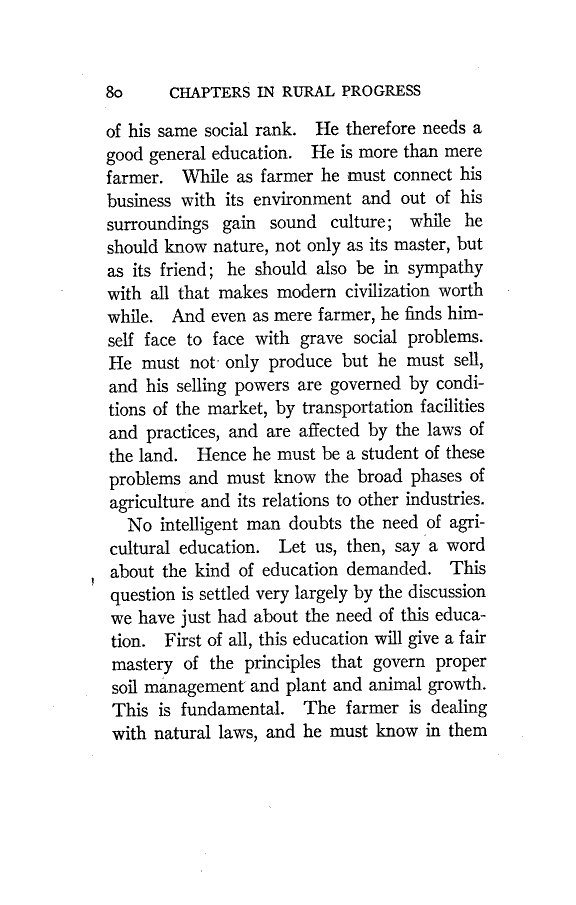 80 CHAPTERS IN RURAL PROGRESS
of his same social rank. He therefore needs a
good general education. He is more than mere
farmer. While as farmer he must connect his
business with its environment and out of his
surroundings gain sound culture; while he
should know nature, not only as its master, but
as its friend; he should also be in sympathy
with all that makes modern civilization worth
while. And even as mere farmer, he finds him-
self face to face with grave social problems.
He must not only produce but he must sell,
and his selling powers are governed by condi-
tions of the market, by transportation facilities
and practices, and are affected by the laws of
the land. Hence he must be a student of these
problems and must know the broad phases of
agriculture and its relations to other industries.
No intelligent man doubts the need of agri-
cultural education. Let us, then, say a word
about the kind of education demanded. This
question is settled very largely by the discussion
we have just had about the need of this educa-
tion. First of all, this education will give a fair
mastery of the principles that govern proper
soil management and plant and animal growth.
This is fundamental. The farmer is dealing
with natural laws, and he must know in them